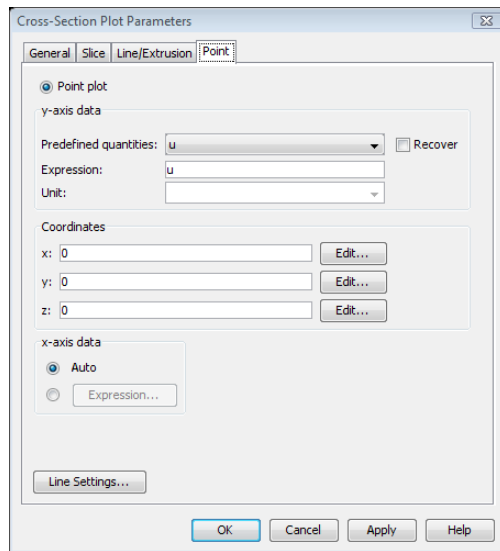 Cross-Section Plot Parameters
General Slice Line/Extrusion Point
Point plot
y-axis data
Predefined quantities: u Recover
Expression: u
Unit:
Coordinates
x: 0 Edit...
y: 0 Edit...
z: 0 Edit...
x-axis data
Auto
Expression...
Line Settings...
OK Cancel Apply Help